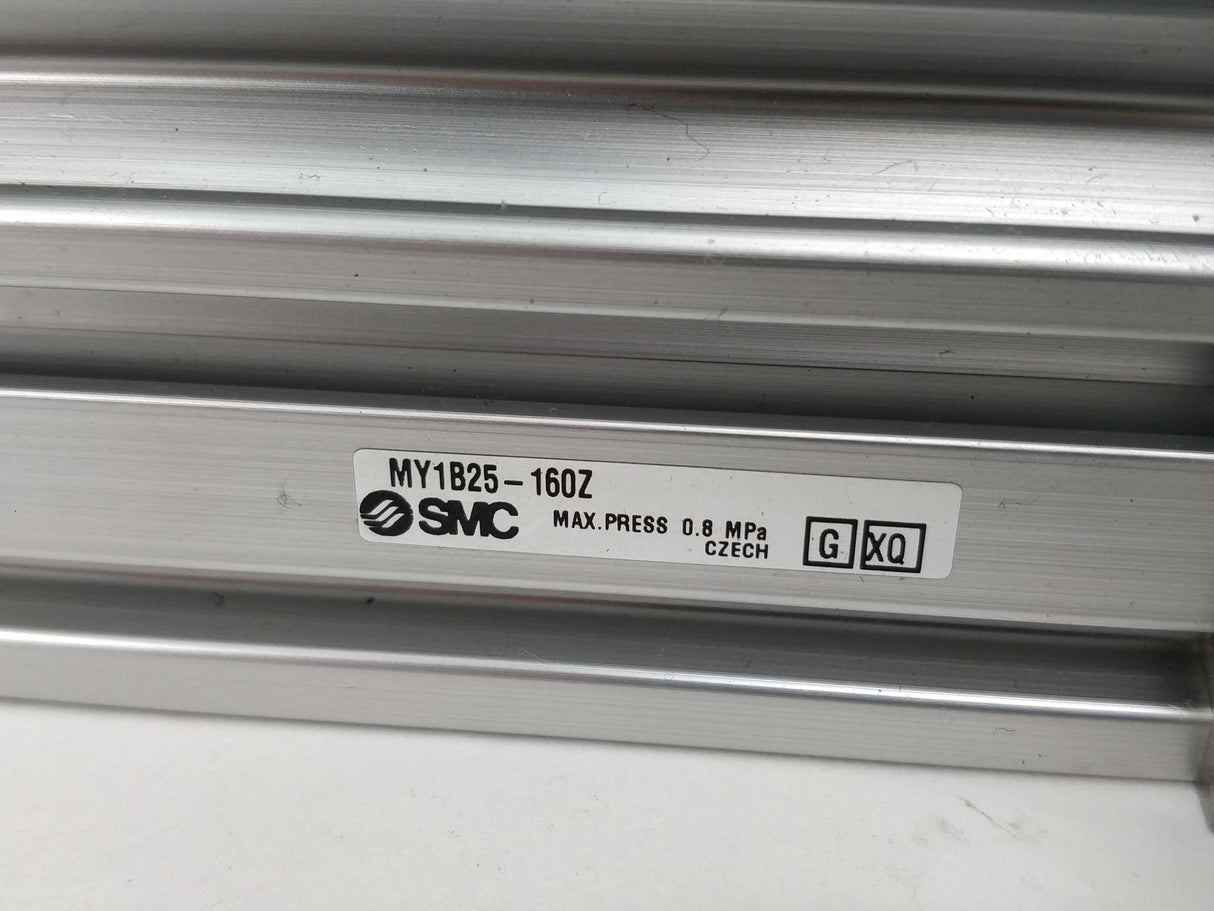 MY1B25-160Z
SMC MAX.PRESS 0.8 MPa
CZECH
G XQ